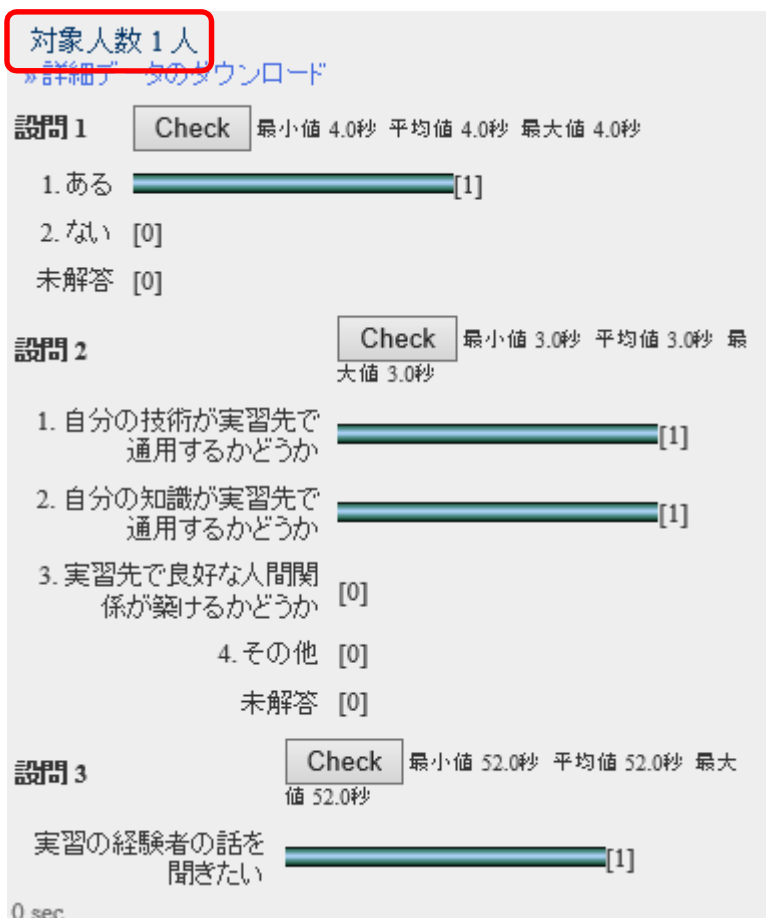 対象人数 1 人
»詳細データのダウンロード
設問 1 Check 最小値 4.0秒 平均値 4.0秒 最大値 4.0秒
1. ある [1]
2. ない [0]
未解答 [0]
設問 2 Check 最小値 3.0秒 平均値 3.0秒 最
大値 3.0秒
1. 自分の技術が実習先で
通用するかどうか [1]
2. 自分の知識が実習先で
通用するかどうか [1]
3. 実習先で良好な人間関
係が築けるかどうか [0]
4. その他 [0]
未解答 [0]
設問 3 Check 最小値 52.0秒 平均値 52.0秒 最大
値 52.0秒
実習の経験者の話を
聞きたい [1]
0 sec